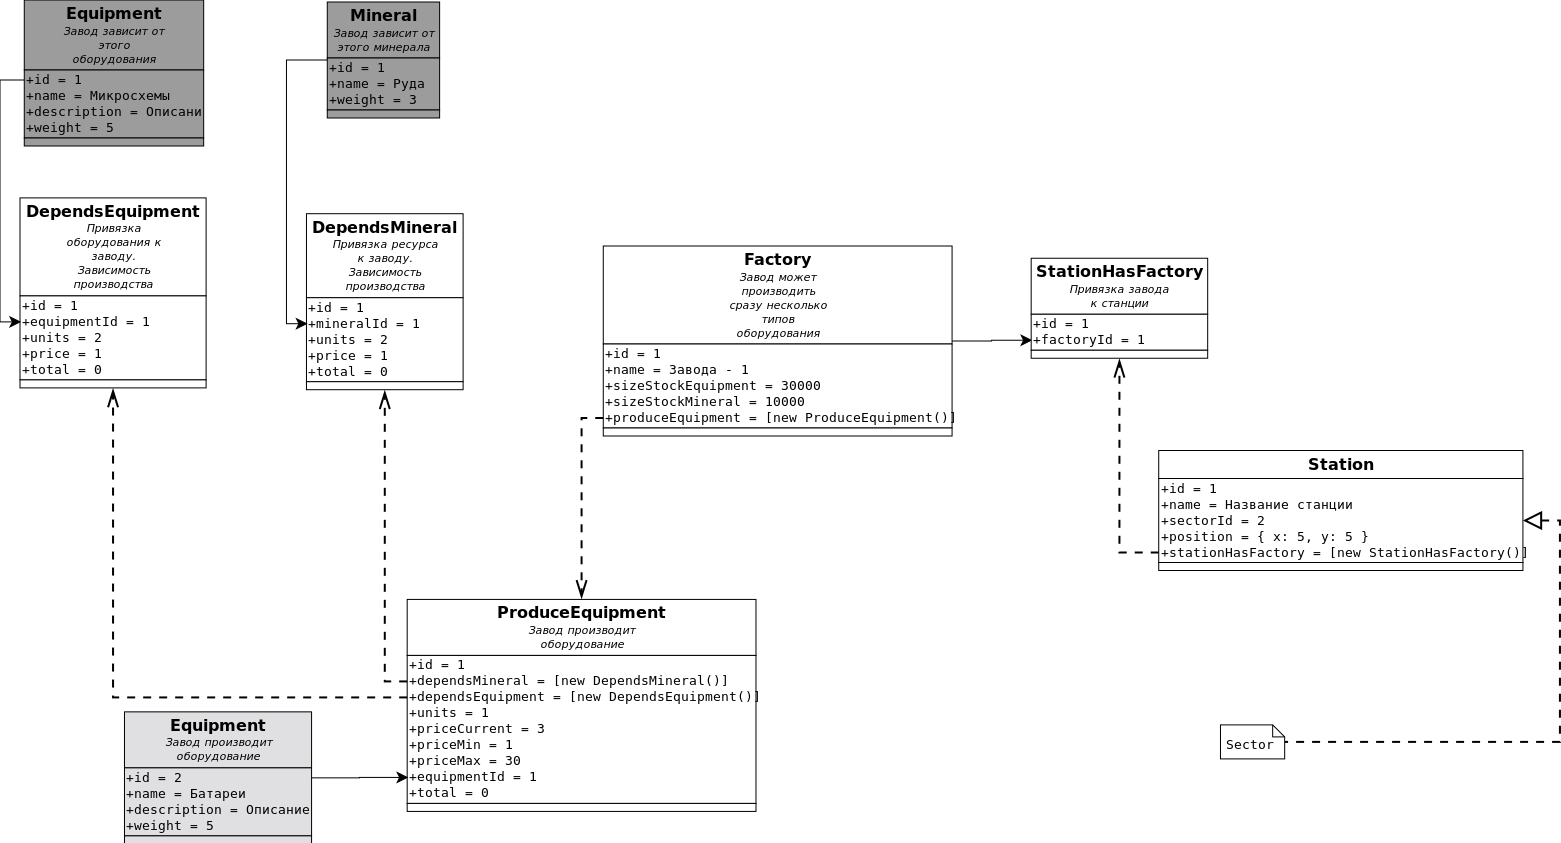 Equipment
Завод зависит от
этого
оборудования
+id = 1
+name = Микросхемы
+description = Описани
+weight = 5
Mineral
Завод зависит от
этого минерала
+id = 1
+name = Руда
+weight = 3
DependsEquipment
Привязка
оборудования к
заводу.
Зависимость
производства
+id = 1
+equipmentId = 1
+units = 2
+price = 1
+total = 0
DependsMineral
Привязка ресурса
к заводу.
Зависимость
производства
+id = 1
+mineralId = 1
+units = 2
+price = 1
+total = 0
Factory
Завод может
производить
сразу несколько
типов
оборудования
+id = 1
+name = Завода - 1
+sizeStockEquipment = 30000
+sizeStockMineral = 10000
+produceEquipment = [new ProduceEquipment()]
StationHasFactory
Привязка завода
к станции
+id = 1
+factoryId = 1
Station
+id = 1
+name = Название станции
+sectorId = 2
+position = { x: 5, y: 5 }
+stationHasFactory = [new StationHasFactory()]
ProduceEquipment
Завод производит
оборудование
+id = 1
+dependsMineral = [new DependsMineral()]
+dependsEquipment = [new DependsEquipment()]
+units = 1
+priceCurrent = 3
+priceMin = 1
+priceMax = 30
+equipmentId = 1
+total = 0
Equipment
Завод производит
оборудование
+id = 2
+name = Батареи
+description = Описание
+weight = 5
Sector